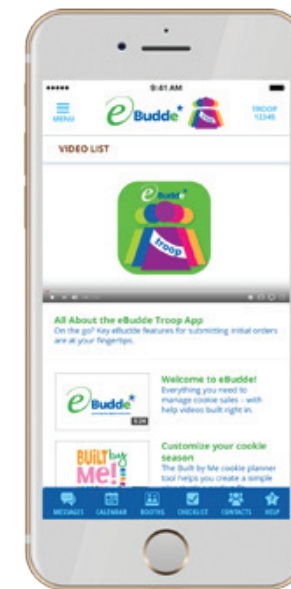 9:41 AM
MENU
eBudde
TROOP
12345
VIDEO LIST
eBudde
troop
All About the eBudde Troop App
On the go? Key eBudde features for submitting initial orders
are at your fingertips.
eBudde
0:24
Welcome to eBudde!
Everything you need to
manage cookie sales – with
help videos built right in.
BUILT by
Me!
Customize your cookie
season
The Built by Me cookie planner
tool helps you create a simple
MESSAGES CALENDAR BOOTHS CHECKLIST CONTACTS HELP